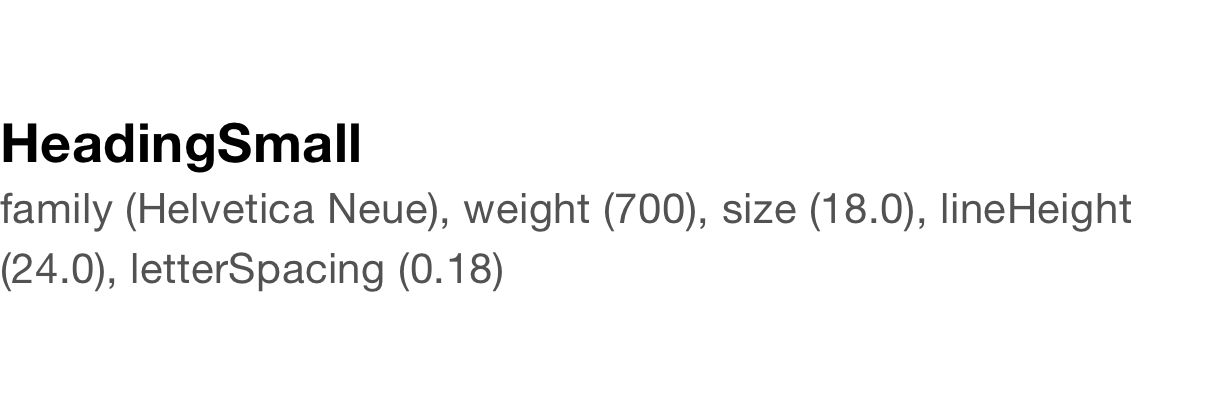 HeadingSmall
family (Helvetica Neue), weight (700), size (18.0), lineHeight
(24.0), letterSpacing (0.18)